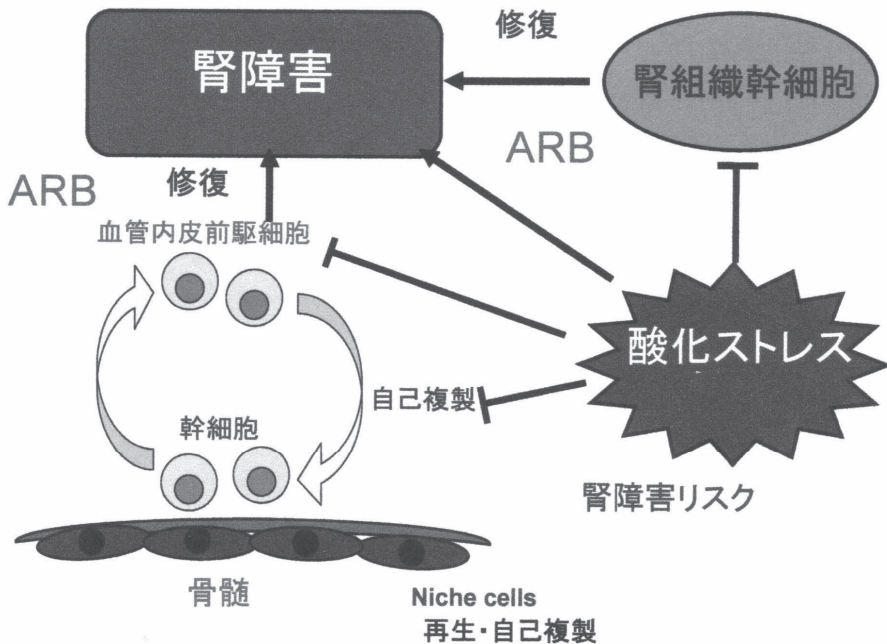 修復
腎障害
腎組織幹細胞
ARB
ARB
修復
血管内皮前駆細胞
酸化ストレス
自己複製
幹細胞
腎障害リスク
骨髄
Niche cells
再生・自己複製